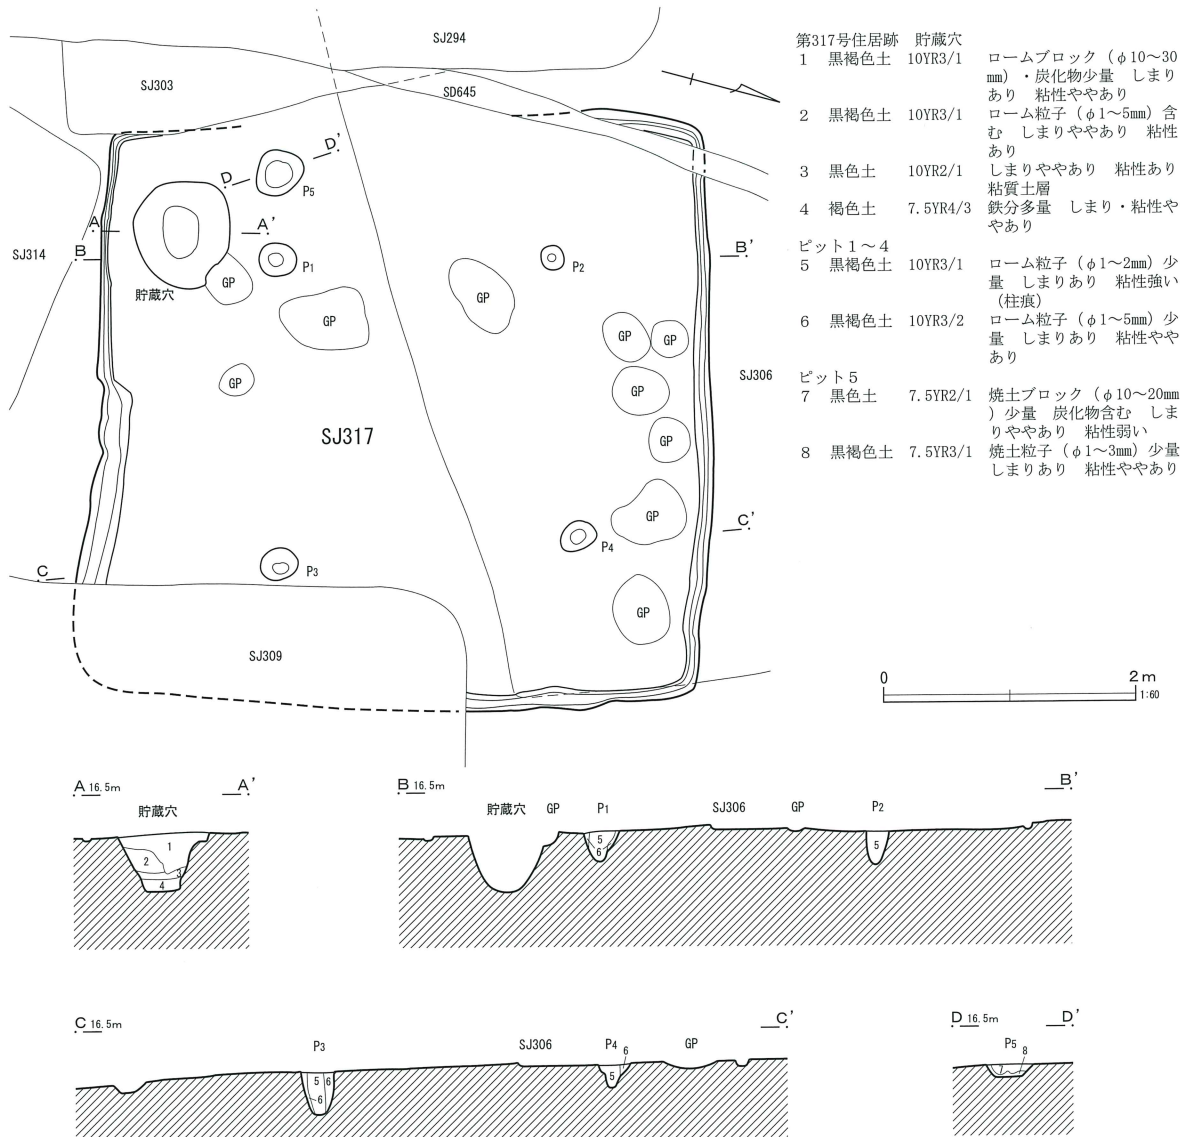 第317号住居跡　貯蔵穴
1　黒褐色土　10YR3/1　ロームブロック（φ10～30
mm）・炭化物少量　しまり
あり　粘性ややあり
2　黒褐色土　10YR3/1　ローム粒子（φ1～5mm）含
む　しまりややあり　粘性
あり
3　黒色土　10YR2/1　しまりややあり　粘性あり
粘質土層
4　褐色土　7.5YR4/3　鉄分多量　しまり・粘性や
やあり
ピット1～4
5　黒褐色土　10YR3/1　ローム粒子（φ1～2mm）少
量　しまりあり　粘性強い
（柱痕）
6　黒褐色土　10YR3/2　ローム粒子（φ1～5mm）少
量　しまりあり　粘性やや
あり
ピット5
7　黒色土　7.5YR2/1　焼土ブロック（φ10～20mm
）少量　炭化物含む　しま
りややあり　粘性弱い
8　黒褐色土　7.5YR3/1　焼土粒子（φ1～3mm）少量
しまりあり　粘性ややあり
SJ294
SJ303
SD645
D　D'
P5
A　A'
SJ314
B　B'
P1
P2
貯蔵穴
GP
GP
GP
GP
GP
GP
GP
SJ306
SJ317
GP
GP
C　C'
P4
P3
GP
SJ309
0　2m
1:60
A 16.5m　A'
貯蔵穴
1
2
3
4
B 16.5m　B'
貯蔵穴　GP　P1　SJ306　GP　P2
5
6
5
C 16.5m　C'
P3　SJ306　P4　6　GP
5 6
6
5
D 16.5m　D'
P5
7　8